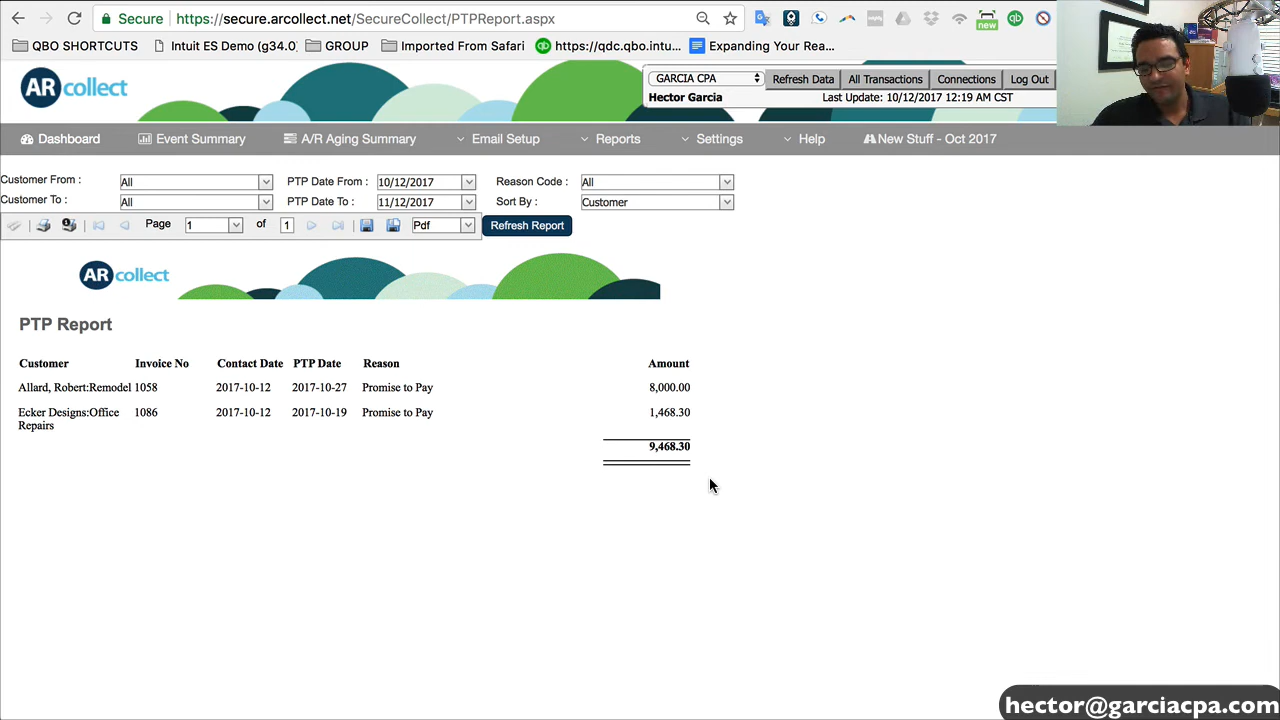 https://secure.arcollect.net/SecureCollect/PTPReport.aspx
Secure
new
QBO SHORTCUTS
Intuit ES Demo (g34.0)
GROUP
Imported From Safari
https://qdc.qbo.intu...
Expanding Your Rea...
AR collect
GARCIA CPA
Refresh Data
All Transactions
Connections
Log Out
Hector Garcia
Last Update: 10/12/2017 12:19 AM CST
Dashboard
Event Summary
A/R Aging Summary
Email Setup
Reports
Settings
Help
New Stuff - Oct 2017
Customer From :
All
PTP Date From :
10/12/2017
Reason Code :
All
Customer To :
All
PTP Date To :
11/12/2017
Sort By :
Customer
Page
1
of
1
Pdf
Refresh Report
AR collect
PTP Report
Customer Invoice No Contact Date PTP Date Reason Amount
Allard, Robert:Remodel 1058 2017-10-12 2017-10-27 Promise to Pay 8,000.00
Ecker Designs:Office 1086 2017-10-12 2017-10-19 Promise to Pay 1,468.30
Repairs
9,468.30
hector@garciacpa.com